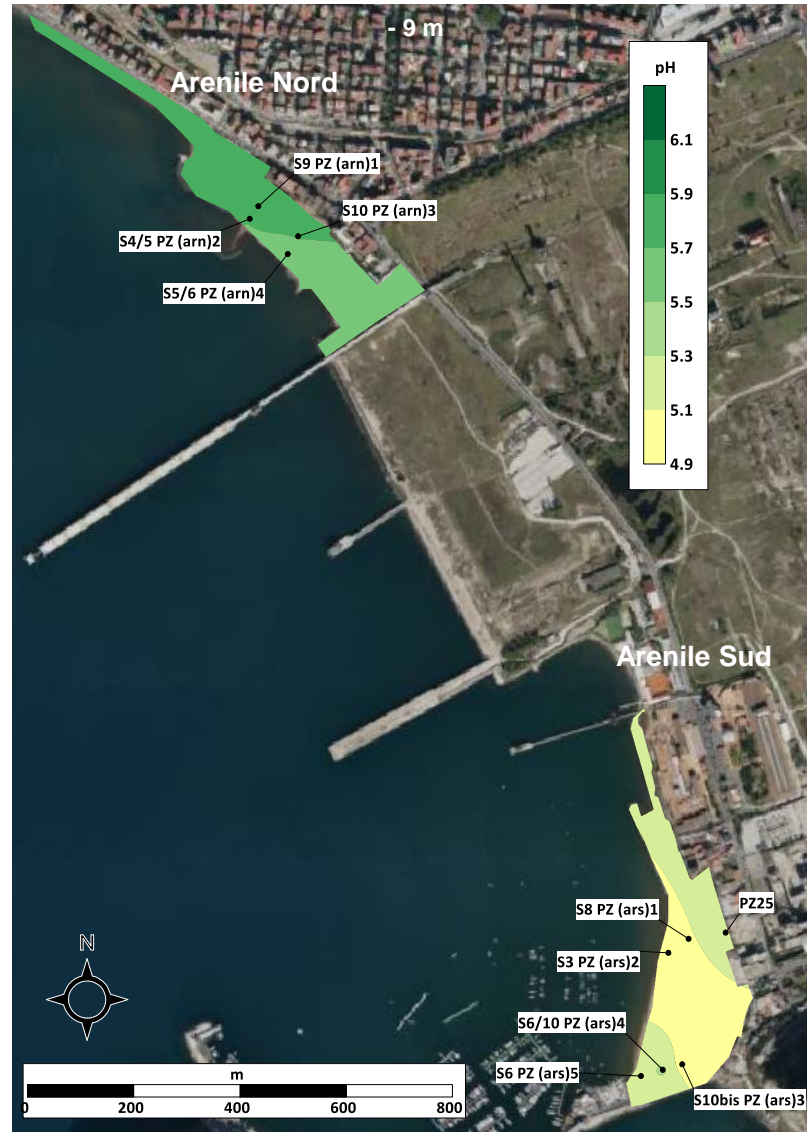 - 9 m
Arenile Nord
pH
6.1
5.9
5.7
5.5
5.3
5.1
4.9
S9 PZ (arn)1
S10 PZ (arn)3
S4/5 PZ (arn)2
S5/6 PZ (arn)4
Arenile Sud
S8 PZ (ars)1
PZ25
S3 PZ (ars)2
S6/10 PZ (ars)4
S6 PZ (ars)5
S10bis PZ (ars)3
N
m
0 200 400 600 800